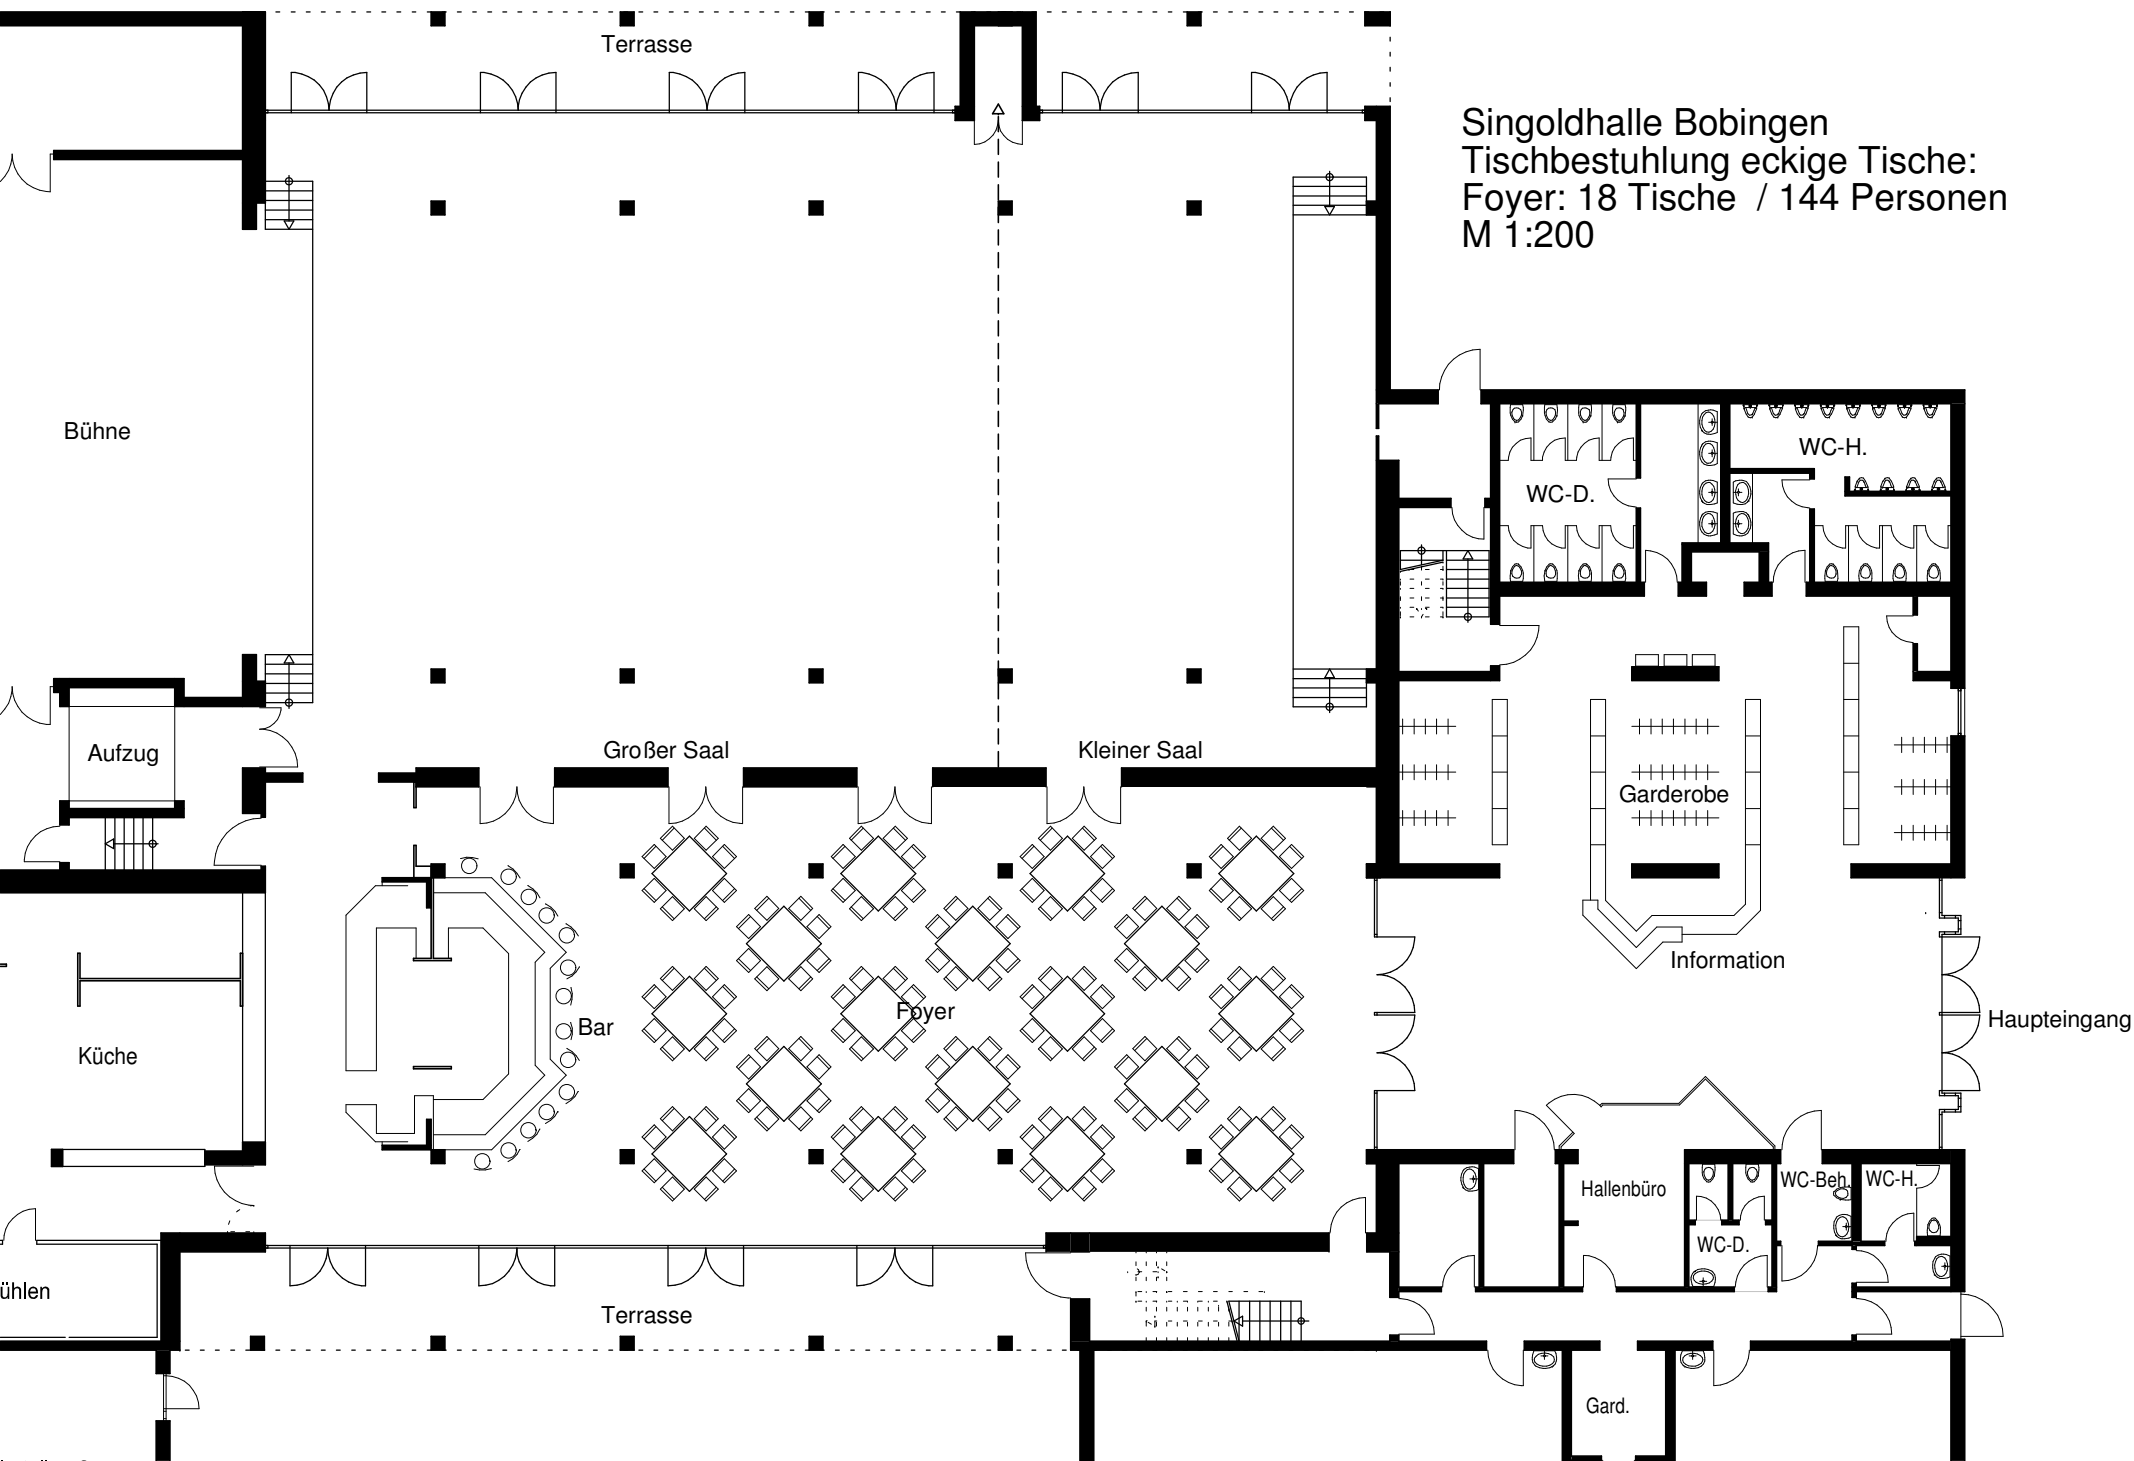 Terrasse
Singoldhalle Bobingen
Tischbestuhlung eckige Tische:
Foyer: 18 Tische / 144 Personen
M 1:200
Bühne
WC-H.
WC-D.
Aufzug
Großer Saal
Kleiner Saal
Garderobe
Information
Foyer
Bar
Haupteingang
Küche
Hallenbüro
WC-Beh.
WC-H.
WC-D.
ühlen
Terrasse
Gard.